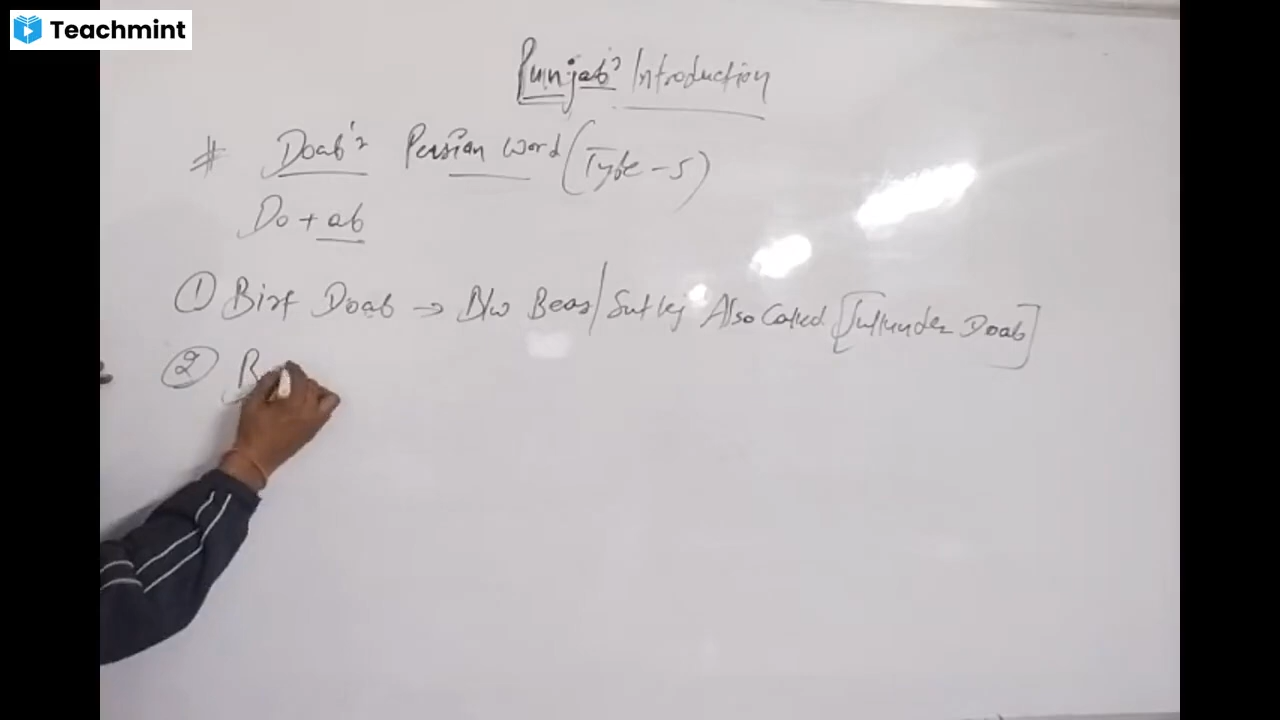 Teachmint
Punjab's Introduction
# Doab's Persian Word (Type-5)
Do + ab
① Bist Doab → B/w Beas/Sutlej Also Called [Jullunder Doab]
② B